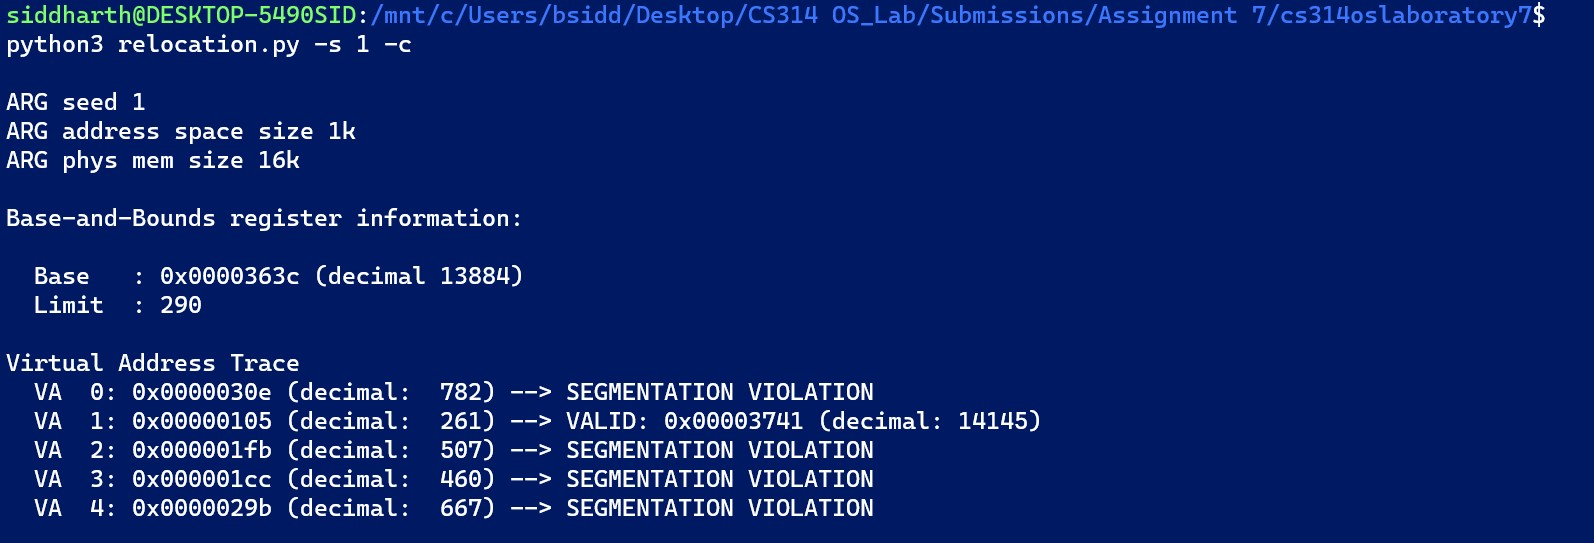 siddharth@DESKTOP-5490SID:/mnt/c/Users/bsidd/Desktop/CS314 OS_Lab/Submissions/Assignment 7/cs314oslaboratory7$
python3 relocation.py -s 1 -c
ARG seed 1
ARG address space size 1k
ARG phys mem size 16k
Base-and-Bounds register information:
  Base   : 0x0000363c (decimal 13884)
  Limit  : 290
Virtual Address Trace
  VA  0: 0x0000030e (decimal:  782) --> SEGMENTATION VIOLATION
  VA  1: 0x00000105 (decimal:  261) --> VALID: 0x00003741 (decimal: 14145)
  VA  2: 0x000001fb (decimal:  507) --> SEGMENTATION VIOLATION
  VA  3: 0x000001cc (decimal:  460) --> SEGMENTATION VIOLATION
  VA  4: 0x0000029b (decimal:  667) --> SEGMENTATION VIOLATION